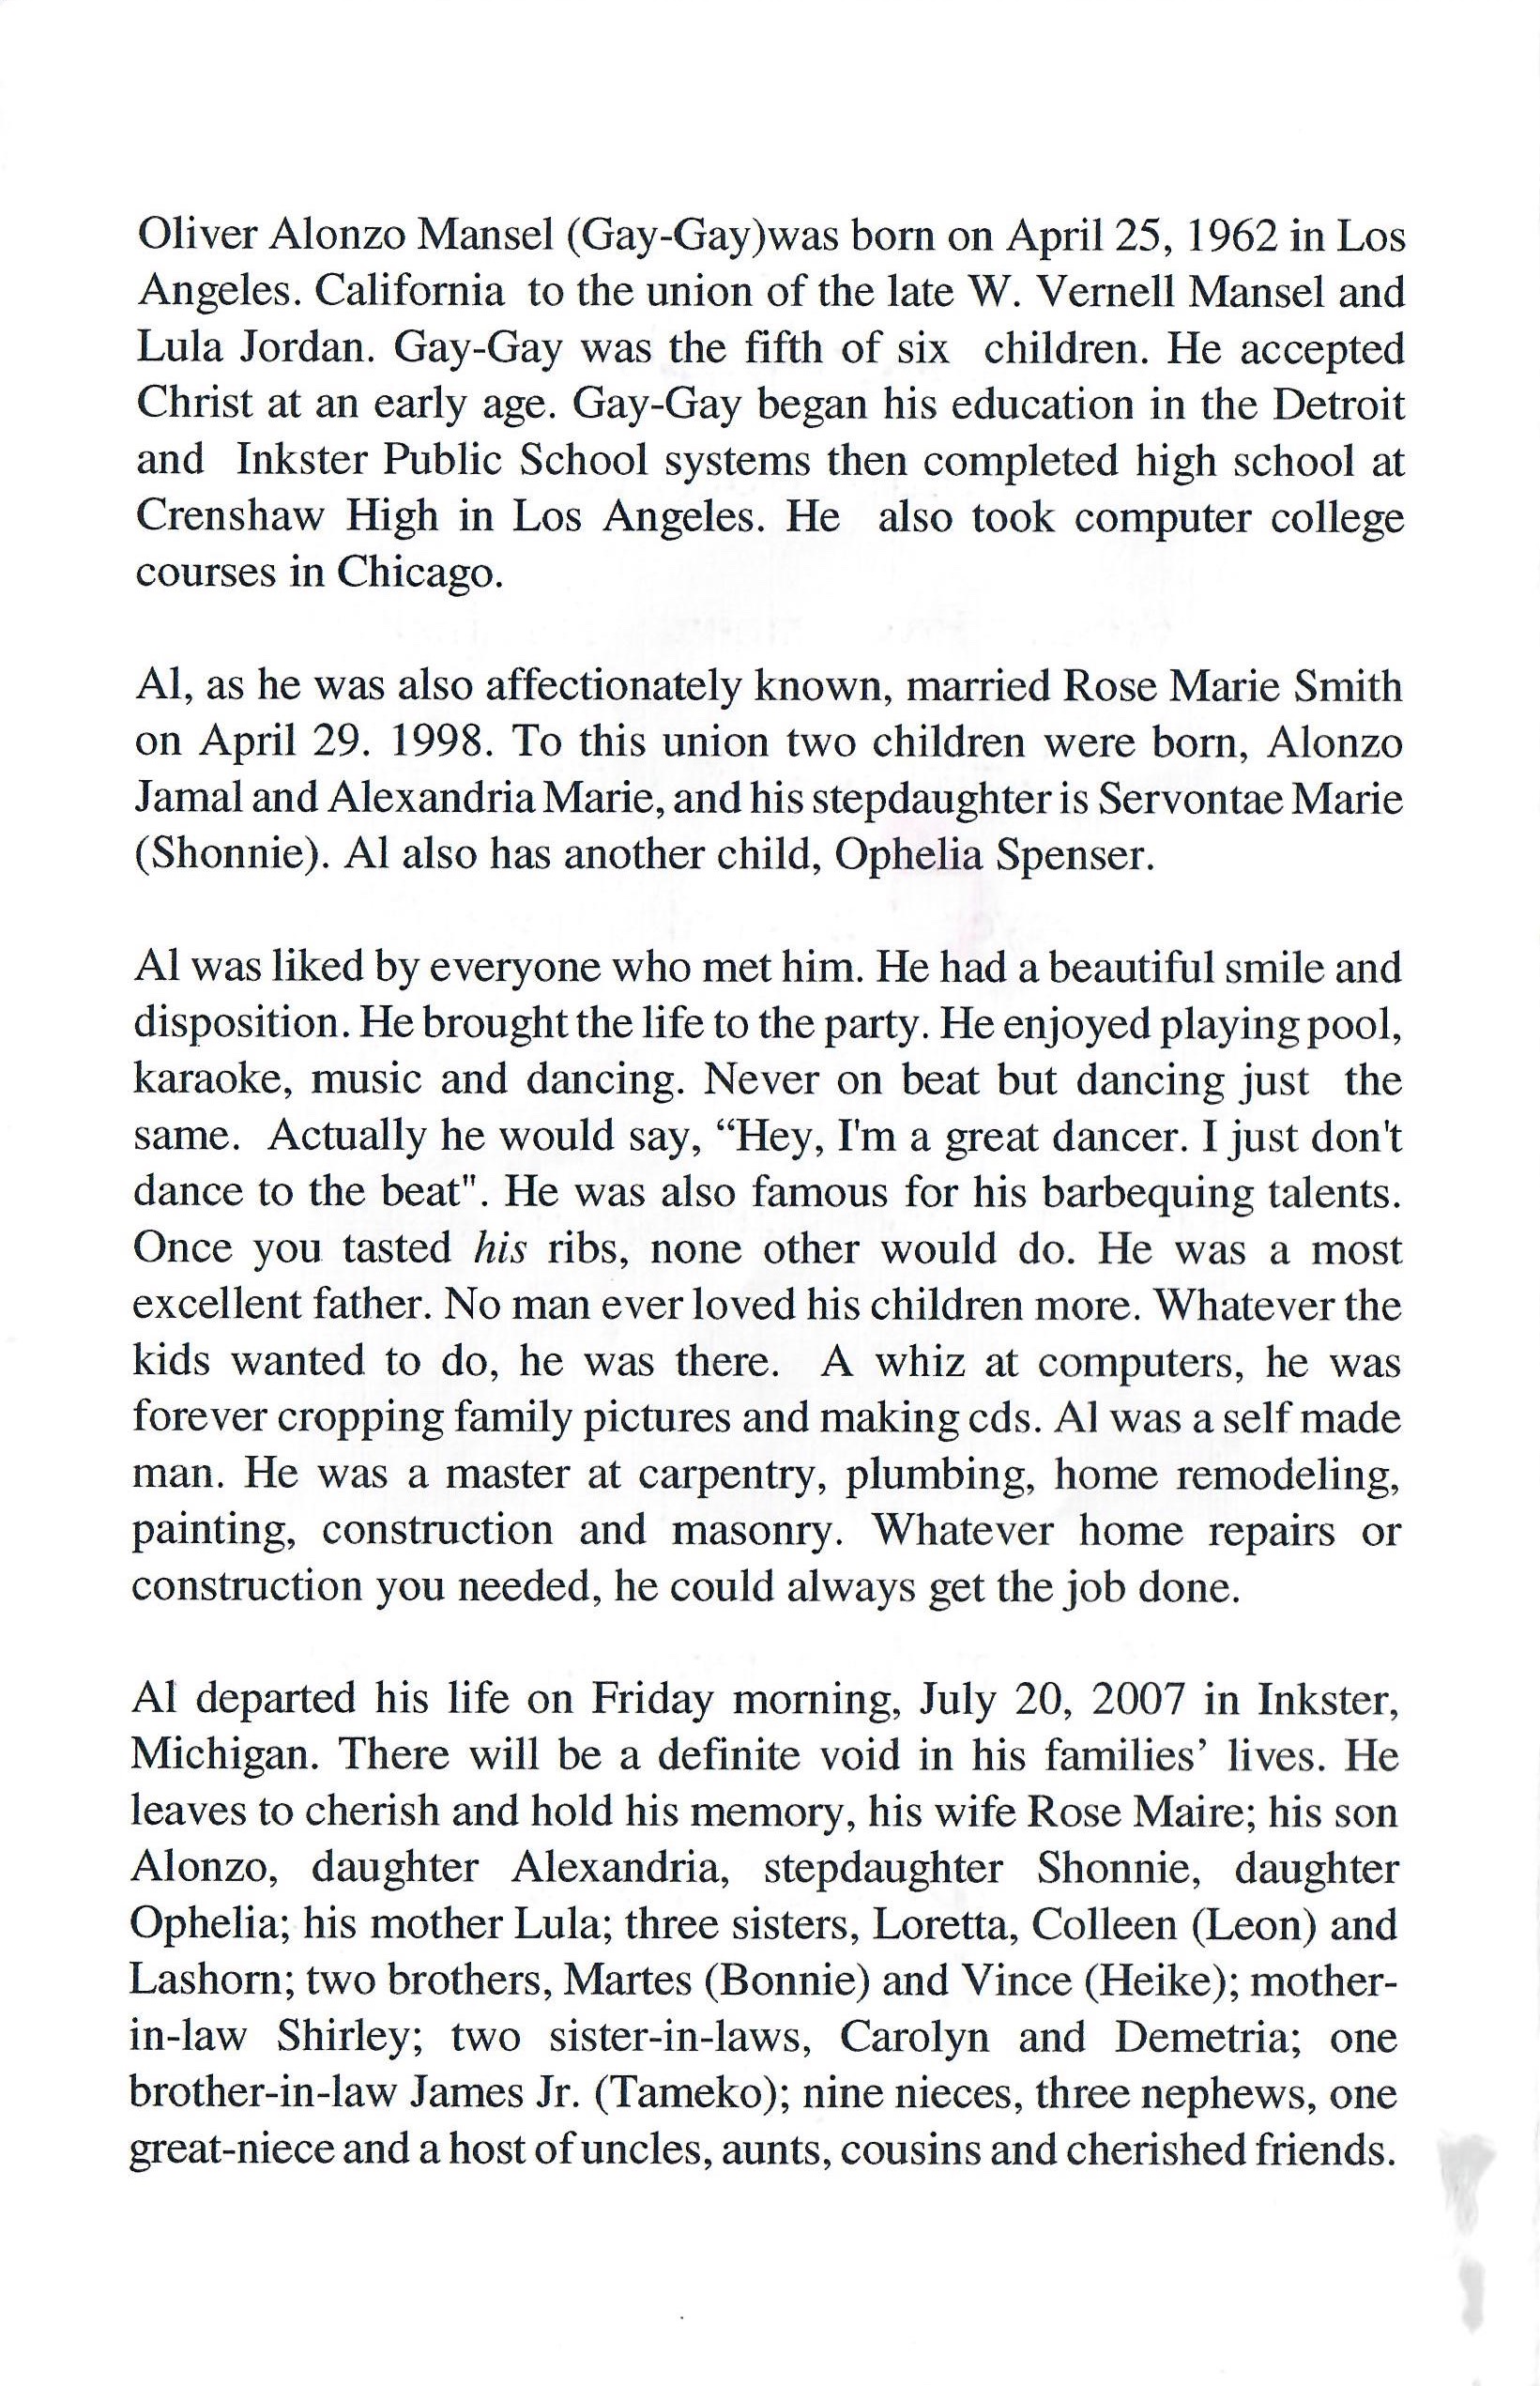 Oliver Alonzo Mansel (Gay-Gay)was born on April 25, 1962 in Los
Angeles. California to the union of the late W. Vernell Mansel and
Lula Jordan. Gay-Gay was the fifth of six children. He accepted
Christ at an early age. Gay-Gay began his education in the Detroit
and Inkster Public School systems then completed high school at
Crenshaw High in Los Angeles. He also took computer college
courses in Chicago.
Al, as he was also affectionately known, married Rose Marie Smith
on April 29. 1998. To this union two children were born, Alonzo
Jamal and Alexandria Marie, and his stepdaughter is Servontae Marie
(Shonnie). Al also has another child, Ophelia Spenser.
Al was liked by everyone who met him. He had a beautiful smile and
disposition. He brought the life to the party. He enjoyed playing pool,
karaoke, music and dancing. Never on beat but dancing just the
same. Actually he would say, “Hey, I'm a great dancer. I just don't
dance to the beat". He was also famous for his barbequing talents.
Once you tasted his ribs, none other would do. He was a most
excellent father. No man ever loved his children more. Whatever the
kids wanted to do, he was there. A whiz at computers, he was
forever cropping family pictures and making cds. Al was a self made
man. He was a master at carpentry, plumbing, home remodeling,
painting, construction and masonry. Whatever home repairs or
construction you needed, he could always get the job done.
Al departed his life on Friday morning, July 20, 2007 in Inkster,
Michigan. There will be a definite void in his families’ lives. He
leaves to cherish and hold his memory, his wife Rose Maire; his son
Alonzo, daughter Alexandria, stepdaughter Shonnie, daughter
Ophelia; his mother Lula; three sisters, Loretta, Colleen (Leon) and
Lashorn; two brothers, Martes (Bonnie) and Vince (Heike); mother-
in-law Shirley; two sister-in-laws, Carolyn and Demetria; one
brother-in-law James Jr. (Tameko); nine nieces, three nephews, one
great-niece and a host of uncles, aunts, cousins and cherished friends.